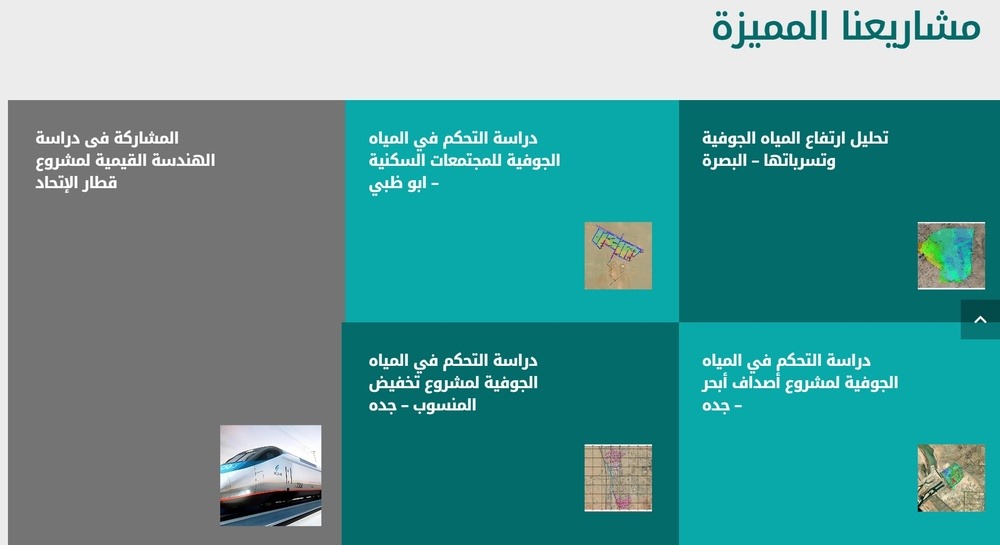 مشاريعنا المميزة
تحليل ارتفاع المياه الجوفية
وتسرباتها – البصرة
دراسة التحكم في المياه
الجوفية للمجتمعات السكنية
– ابو ظبي
المشاركة فى دراسة
الهندسة القيمية لمشروع
قطار الإتحاد
دراسة التحكم في المياه
الجوفية لمشروع أصداف أبحر
– جده
دراسة التحكم في المياه
الجوفية لمشروع تخفيض
المنسوب – جده